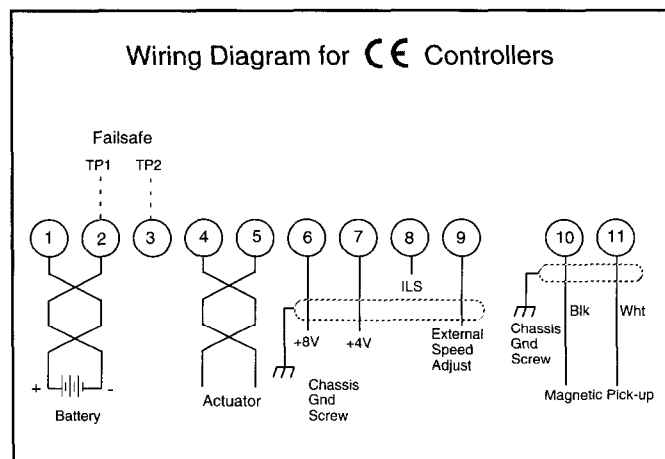 Wiring Diagram for CE Controllers
Failsafe
TP1 TP2
1 2 3 4 5 6 7 8 9 10 11
ILS
Blk Wht
+8V +4V External
Speed
Adjust
Chassis
Gnd
Screw
Chassis
Gnd
Screw
+ -
Battery
Actuator
Magnetic Pick-up